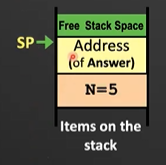 Free Stack Space
SP
Address
(of Answer)
N=5
Items on the
stack